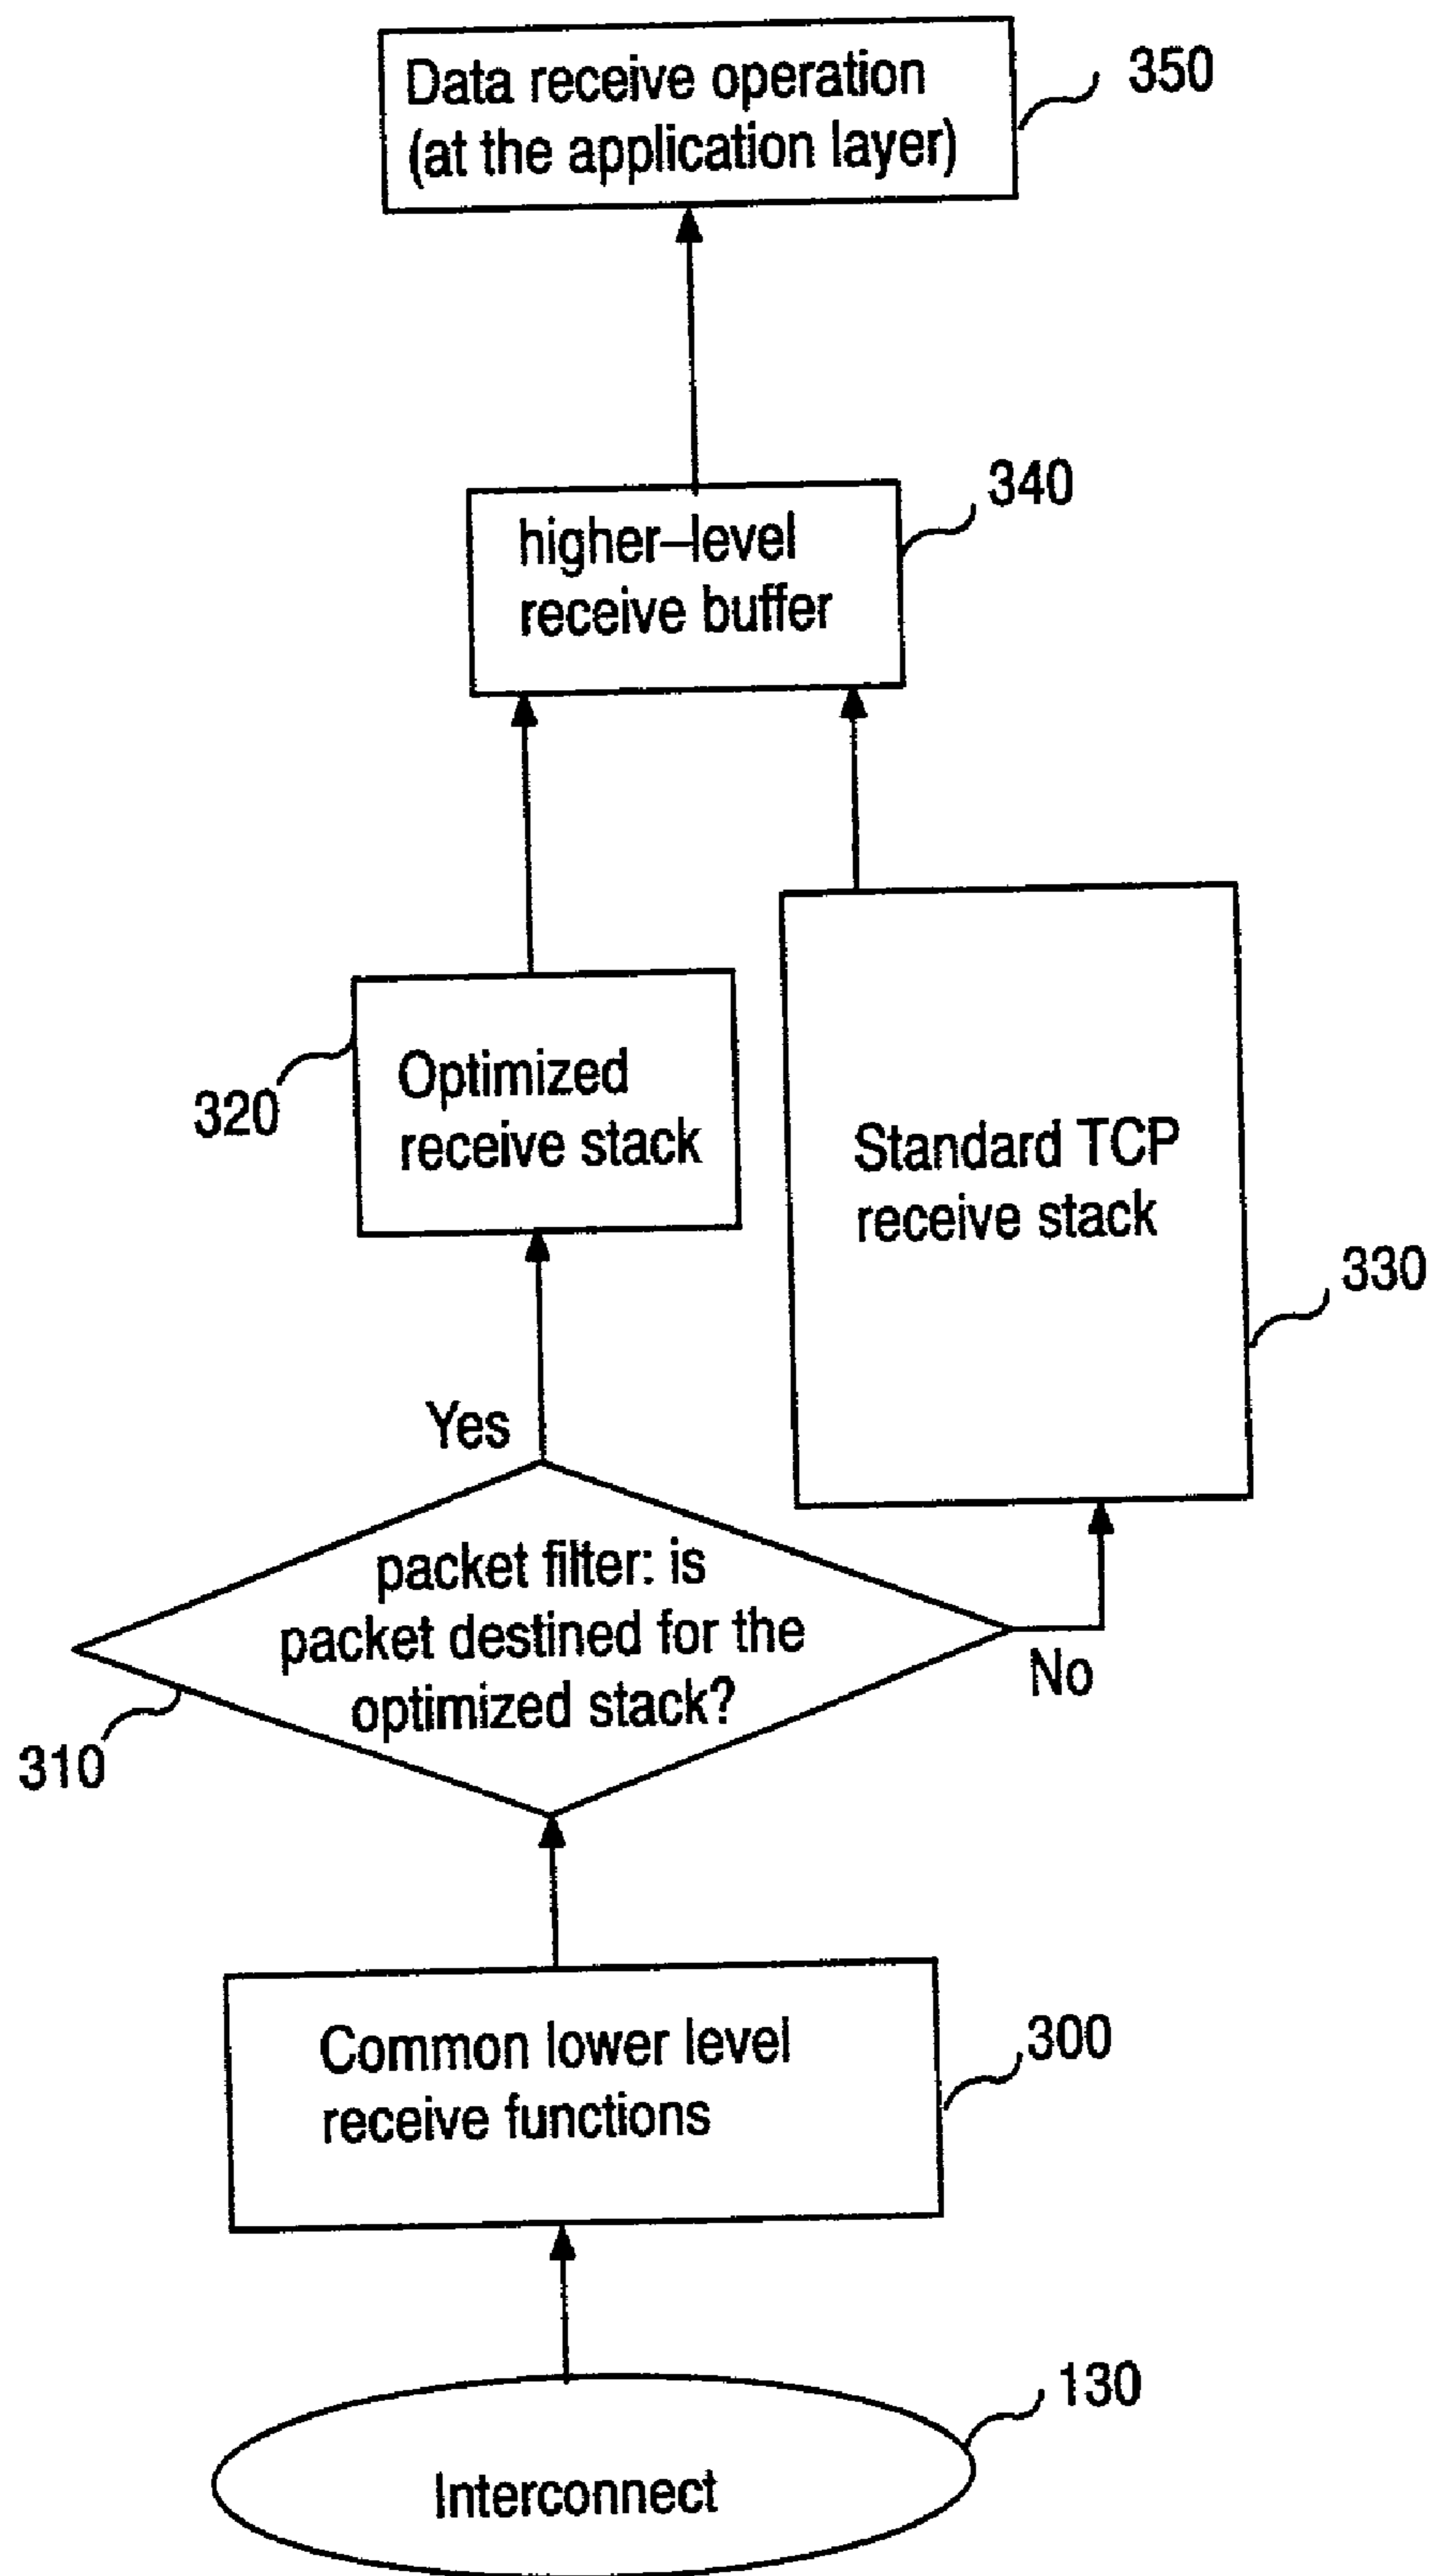 Data receive operation
(at the application layer)
350
higher–level
receive buffer
340
Optimized
receive stack
320
Standard TCP
receive stack
330
Yes
packet filter: is
packet destined for the
optimized stack?
No
310
Common lower level
receive functions
300
Interconnect
130